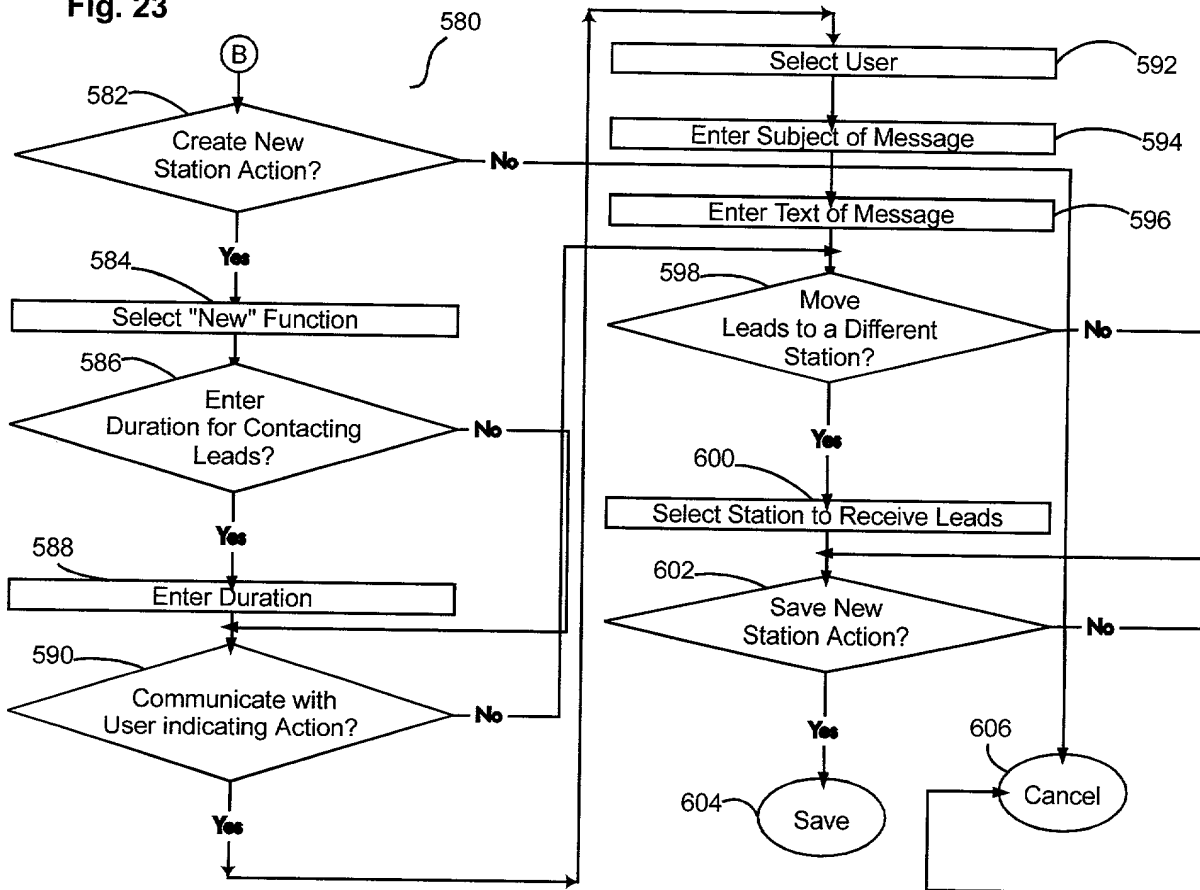 Fig. 23
580
B
582
Create New
Station Action?
No
Yes
584
Select "New" Function
586
Enter
Duration for Contacting
Leads?
No
Yes
588
Enter Duration
590
Communicate with
User indicating Action?
No
Yes
Select User
592
Enter Subject of Message
594
Enter Text of Message
596
598
Move
Leads to a Different
Station?
No
Yes
600
Select Station to Receive Leads
602
Save New
Station Action?
No
Yes
604
Save
606
Cancel